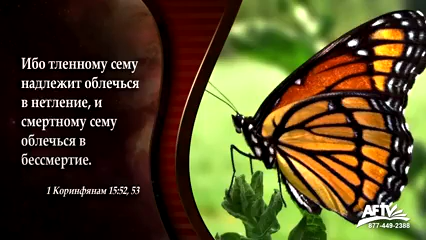 Ибо тленному сему
надлежит облечься
в нетление, и
смертному сему
облечься в
бессмертие.
1 Коринфянам 15:52, 53
AFTV
877-449-2388